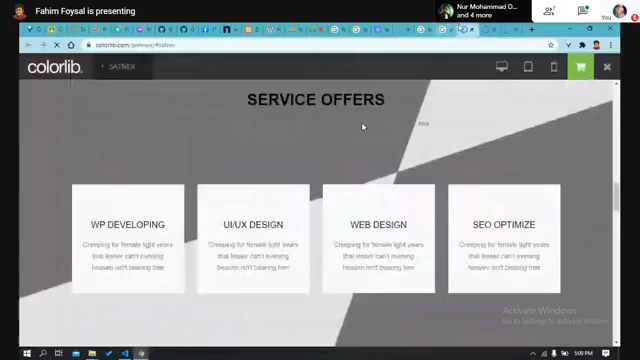 Fahim Foysal is presenting
Nur Mohammad D...
and 4 more
You
colorlib.com/preview/#satner
colorlib.
SATNER
SERVICE OFFERS
here
WP DEVELOPING
Creeping for female light years
that lesser can't evening
heaven isn't bearing tree
UI/UX DESIGN
Creeping for female light years
that lesser can't evening
heaven isn't bearing tree
WEB DESIGN
Creeping for female light years
that lesser can't evening
heaven isn't bearing tree
SEO OPTIMIZE
Creeping for female light years
that lesser can't evening
heaven isn't bearing tree
Activate Windows
Go to Settings to activate Windows.
5:09 PM